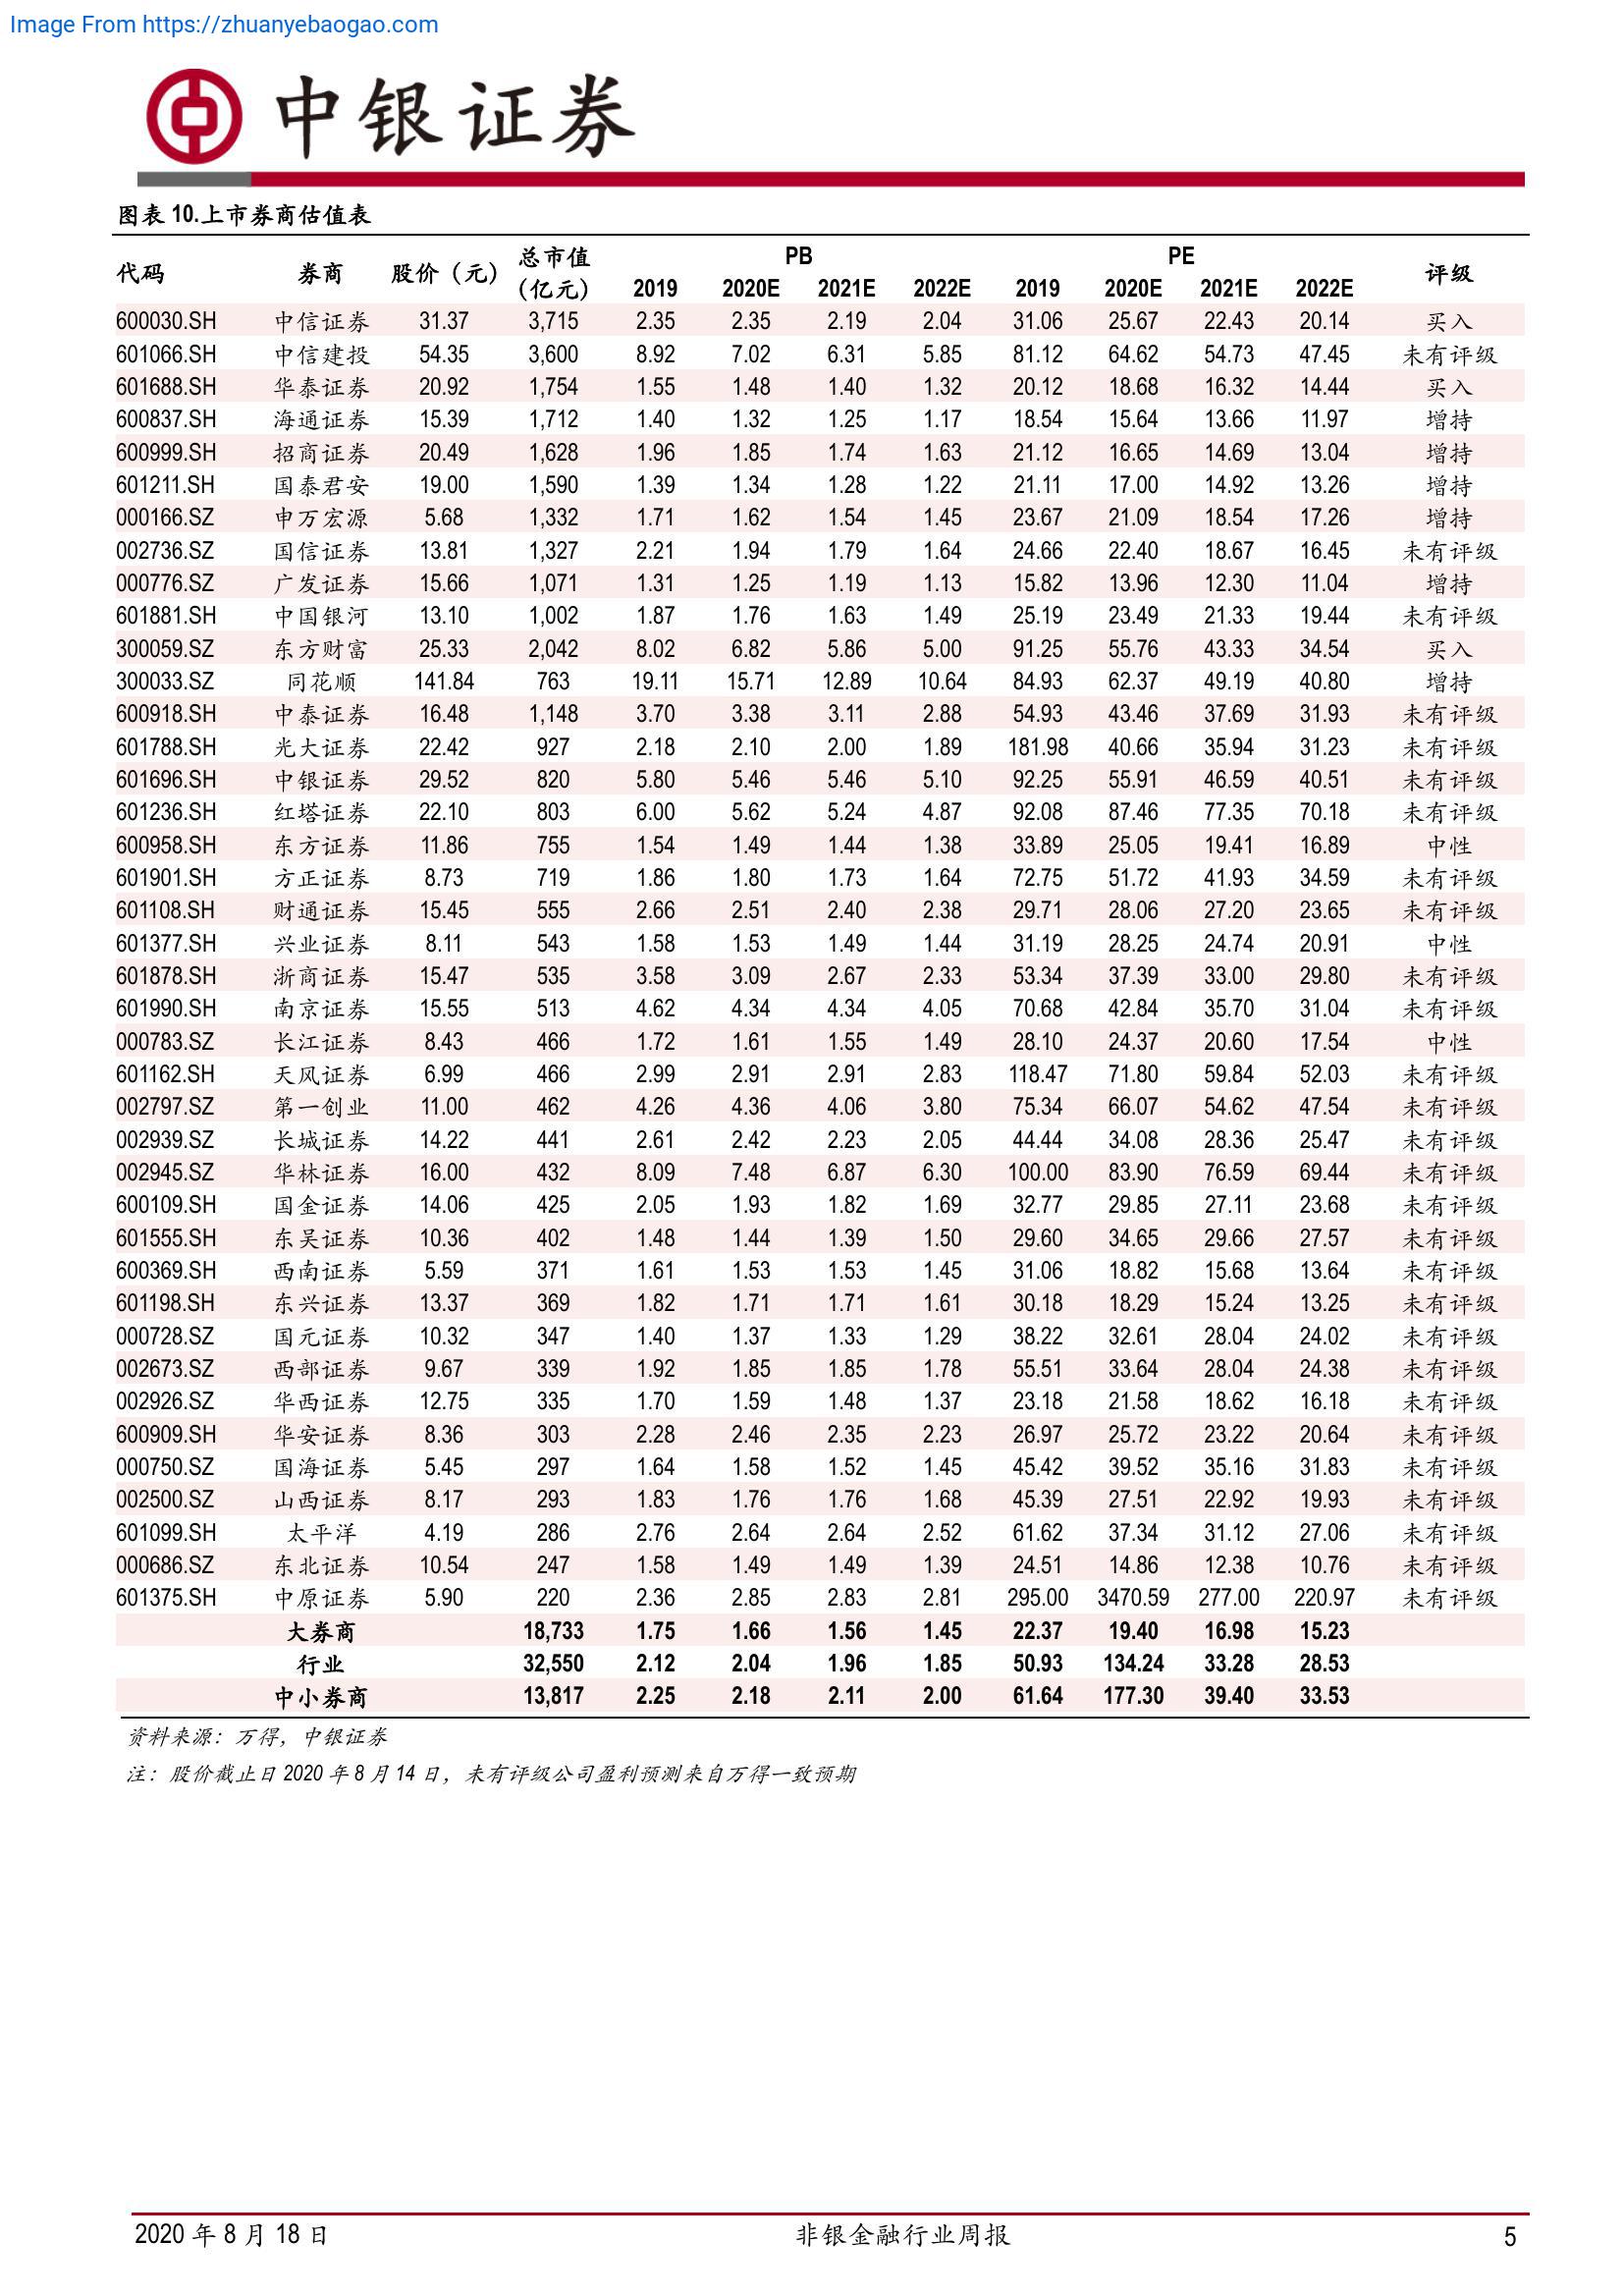 Image From https://zhuanyebaogao.com
中银证券
图表 10.上市券商估值表
代码 券商 股价（元） 总市值（亿元） PB PE 评级
2019 2020E 2021E 2022E 2019 2020E 2021E 2022E
600030.SH 中信证券 31.37 3,715 2.35 2.35 2.19 2.04 31.06 25.67 22.43 20.14 买入
601066.SH 中信建投 54.35 3,600 8.92 7.02 6.31 5.85 81.12 64.62 54.73 47.45 未有评级
601688.SH 华泰证券 20.92 1,754 1.55 1.48 1.40 1.32 20.12 18.68 16.32 14.44 买入
600837.SH 海通证券 15.39 1,712 1.40 1.32 1.25 1.17 18.54 15.64 13.66 11.97 增持
600999.SH 招商证券 20.49 1,628 1.96 1.85 1.74 1.63 21.12 16.65 14.69 13.04 增持
601211.SH 国泰君安 19.00 1,590 1.39 1.34 1.28 1.22 21.11 17.00 14.92 13.26 增持
000166.SZ 申万宏源 5.68 1,332 1.71 1.62 1.54 1.45 23.67 21.09 18.54 17.26 增持
002736.SZ 国信证券 13.81 1,327 2.21 1.94 1.79 1.64 24.66 22.40 18.67 16.45 未有评级
000776.SZ 广发证券 15.66 1,071 1.31 1.25 1.19 1.13 15.82 13.96 12.30 11.04 增持
601881.SH 中国银河 13.10 1,002 1.87 1.76 1.63 1.49 25.19 23.49 21.33 19.44 未有评级
300059.SZ 东方财富 25.33 2,042 8.02 6.82 5.86 5.00 91.25 55.76 43.33 34.54 买入
300033.SZ 同花顺 141.84 763 19.11 15.71 12.89 10.64 84.93 62.37 49.19 40.80 增持
600918.SH 中泰证券 16.48 1,148 3.70 3.38 3.11 2.88 54.93 43.46 37.69 31.93 未有评级
601788.SH 光大证券 22.42 927 2.18 2.10 2.00 1.89 181.98 40.66 35.94 31.23 未有评级
601696.SH 中银证券 29.52 820 5.80 5.46 5.46 5.10 92.25 55.91 46.59 40.51 未有评级
601236.SH 红塔证券 22.10 803 6.00 5.62 5.24 4.87 92.08 87.46 77.35 70.18 未有评级
600958.SH 东方证券 11.86 755 1.54 1.49 1.44 1.38 33.89 25.05 19.41 16.89 中性
601901.SH 方正证券 8.73 719 1.86 1.80 1.73 1.64 72.75 51.72 41.93 34.59 未有评级
601108.SH 财通证券 15.45 555 2.66 2.51 2.40 2.38 29.71 28.06 27.20 23.65 未有评级
601377.SH 兴业证券 8.11 543 1.58 1.53 1.49 1.44 31.19 28.25 24.74 20.91 中性
601878.SH 浙商证券 15.47 535 3.58 3.09 2.67 2.33 53.34 37.39 33.00 29.80 未有评级
601990.SH 南京证券 15.55 513 4.62 4.34 4.34 4.05 70.68 42.84 35.70 31.04 未有评级
000783.SZ 长江证券 8.43 466 1.72 1.61 1.55 1.49 28.10 24.37 20.60 17.54 中性
601162.SH 天风证券 6.99 466 2.99 2.91 2.91 2.83 118.47 71.80 59.84 52.03 未有评级
002797.SZ 第一创业 11.00 462 4.26 4.36 4.06 3.80 75.34 66.07 54.62 47.54 未有评级
002939.SZ 长城证券 14.22 441 2.61 2.42 2.23 2.05 44.44 34.08 28.36 25.47 未有评级
002945.SZ 华林证券 16.00 432 8.09 7.48 6.87 6.30 100.00 83.90 76.59 69.44 未有评级
600109.SH 国金证券 14.06 425 2.05 1.93 1.82 1.69 32.77 29.85 27.11 23.68 未有评级
601555.SH 东吴证券 10.36 402 1.48 1.44 1.39 1.50 29.60 34.65 29.66 27.57 未有评级
600369.SH 西南证券 5.59 371 1.61 1.53 1.53 1.45 31.06 18.82 15.68 13.64 未有评级
601198.SH 东兴证券 13.37 369 1.82 1.71 1.71 1.61 30.18 18.29 15.24 13.25 未有评级
000728.SZ 国元证券 10.32 347 1.40 1.37 1.33 1.29 38.22 32.61 28.04 24.02 未有评级
002673.SZ 西部证券 9.67 339 1.92 1.85 1.85 1.78 55.51 33.64 28.04 24.38 未有评级
002926.SZ 华西证券 12.75 335 1.70 1.59 1.48 1.37 23.18 21.58 18.62 16.18 未有评级
600909.SH 华安证券 8.36 303 2.28 2.46 2.35 2.23 26.97 25.72 23.22 20.64 未有评级
000750.SZ 国海证券 5.45 297 1.64 1.58 1.52 1.45 45.42 39.52 35.16 31.83 未有评级
002500.SZ 山西证券 8.17 293 1.83 1.76 1.76 1.68 45.39 27.51 22.92 19.93 未有评级
601099.SH 太平洋 4.19 286 2.76 2.64 2.64 2.52 61.62 37.34 31.12 27.06 未有评级
000686.SZ 东北证券 10.54 247 1.58 1.49 1.49 1.39 24.51 14.86 12.38 10.76 未有评级
601375.SH 中原证券 5.90 220 2.36 2.85 2.83 2.81 295.00 3470.59 277.00 220.97 未有评级
大券商 18,733 1.75 1.66 1.56 1.45 22.37 19.40 16.98 15.23
行业 32,550 2.12 2.04 1.96 1.85 50.93 134.24 33.28 28.53
中小券商 13,817 2.25 2.18 2.11 2.00 61.64 177.30 39.40 33.53
资料来源：万得，中银证券
注：股价截止日 2020 年 8 月 14 日，未有评级公司盈利预测来自万得一致预期
2020 年 8 月 18 日 非银金融行业周报 5